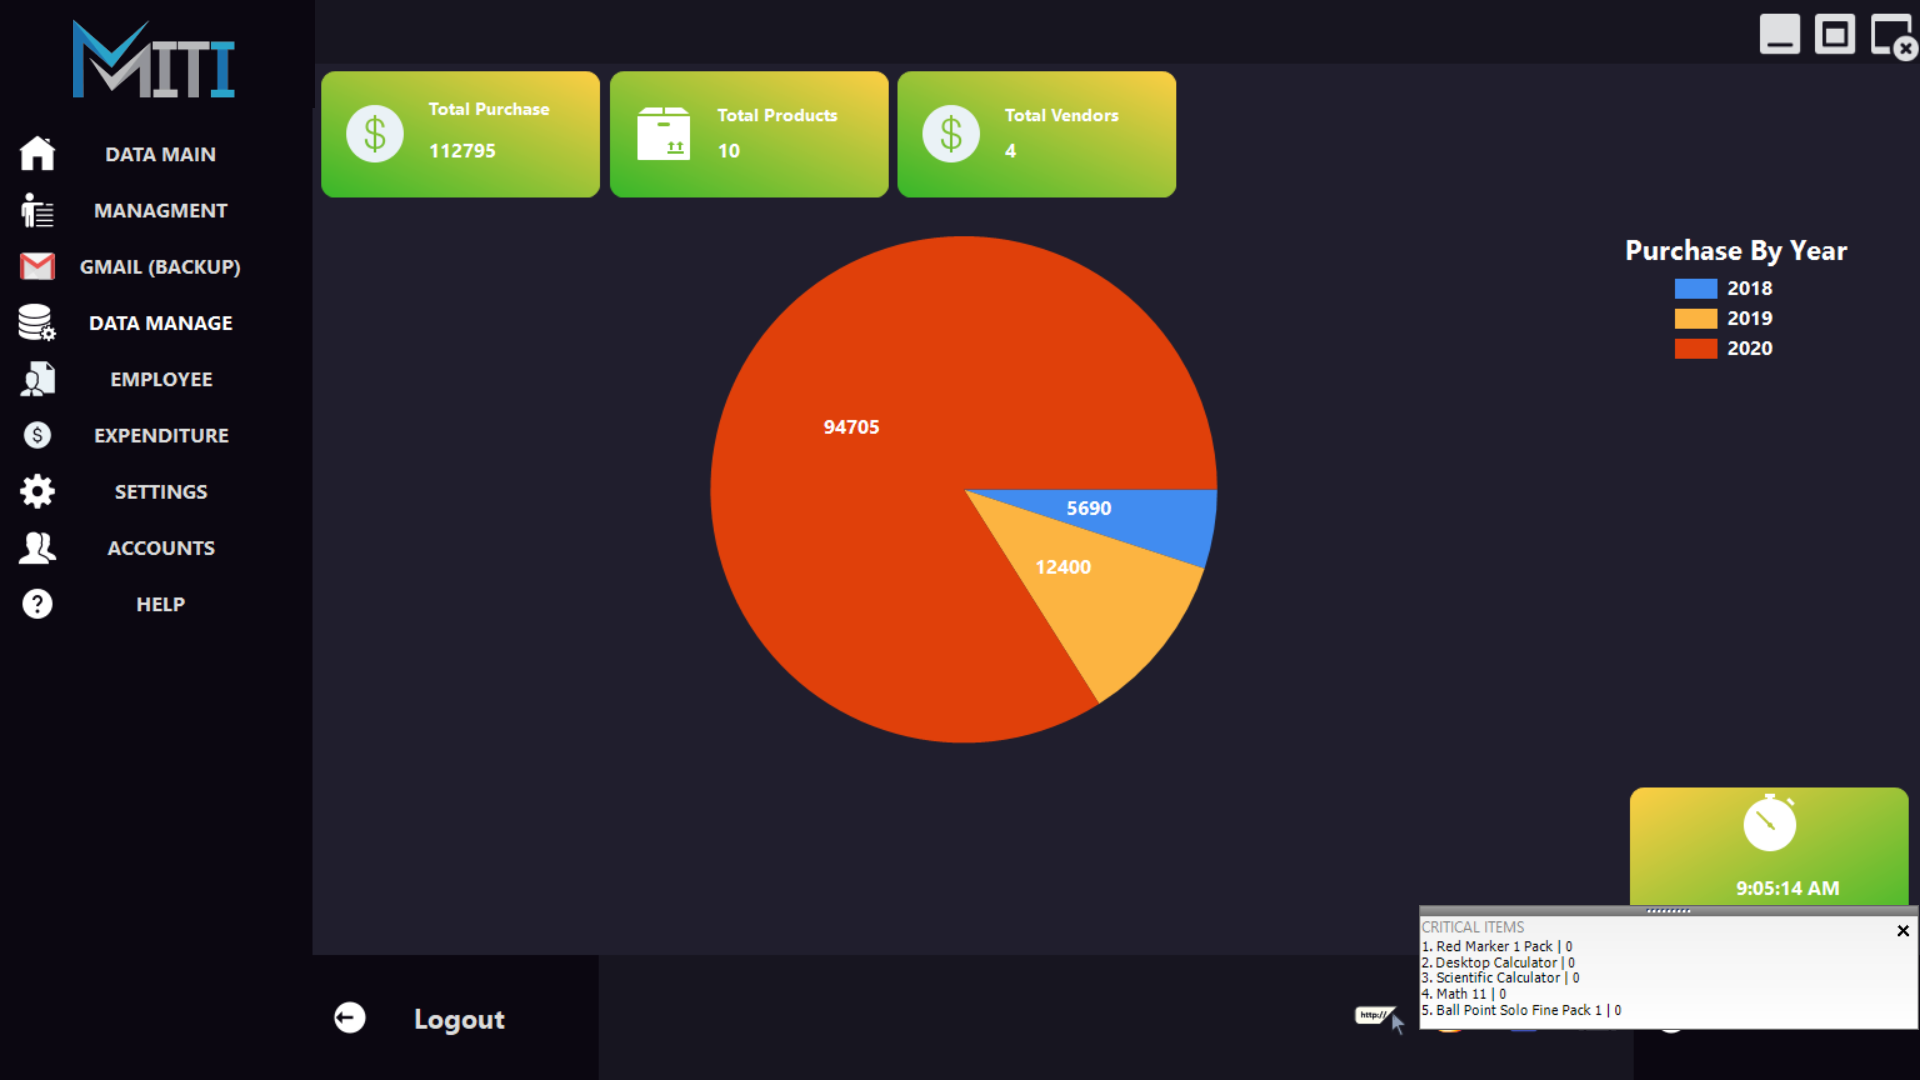 MITI
DATA MAIN
MANAGMENT
GMAIL (BACKUP)
DATA MANAGE
EMPLOYEE
EXPENDITURE
SETTINGS
ACCOUNTS
HELP
Total Purchase
112795
Total Products
10
Total Vendors
4
Purchase By Year
2018
2019
2020
94705
5690
12400
9:05:14 AM
CRITICAL ITEMS
1. Red Marker 1 Pack | 0
2. Desktop Calculator | 0
3. Scientific Calculator | 0
4. Math 11 | 0
5. Ball Point Solo Fine Pack 1 | 0
Logout
http://